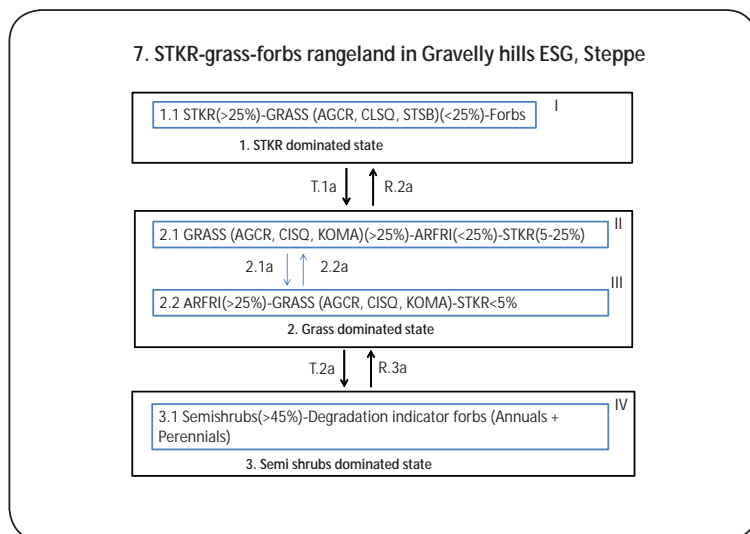 7. STKR-grass-forbs rangeland in Gravelly hills ESG, Steppe
I
1.1 STKR(>25%)-GRASS (AGCR, CLSQ, STSB)(<25%)-Forbs
1. STKR dominated state
T.1a R.2a
II
2.1 GRASS (AGCR, CISQ, KOMA)(>25%)-ARFRI(<25%)-STKR(5-25%)
2.1a 2.2a
III
2.2 ARFRI(>25%)-GRASS (AGCR, CISQ, KOMA)-STKR<5%
2. Grass dominated state
T.2a R.3a
IV
3.1 Semishrubs(>45%)-Degradation indicator forbs (Annuals +
Perennials)
3. Semi shrubs dominated state